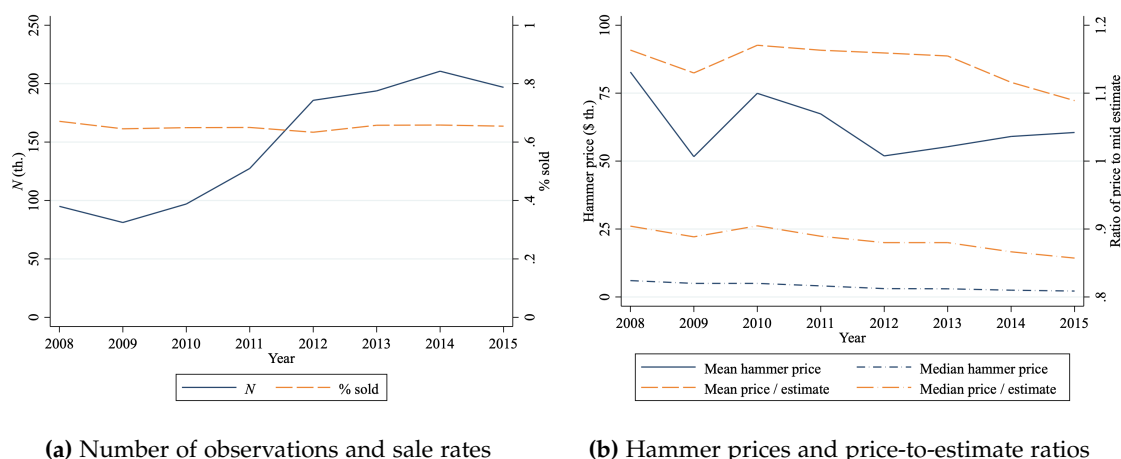 250
200
150
100
50
0
N (th.)
1
.8
.6
.4
.2
0
% sold
2008 2009 2010 2011 2012 2013 2014 2015
Year
N % sold
(a) Number of observations and sale rates
100
75
50
25
0
Hammer price ($ th.)
1.2
1.1
1
.9
.8
Ratio of price to mid estimate
2008 2009 2010 2011 2012 2013 2014 2015
Year
Mean hammer price Median hammer price
Mean price / estimate Median price / estimate
(b) Hammer prices and price-to-estimate ratios